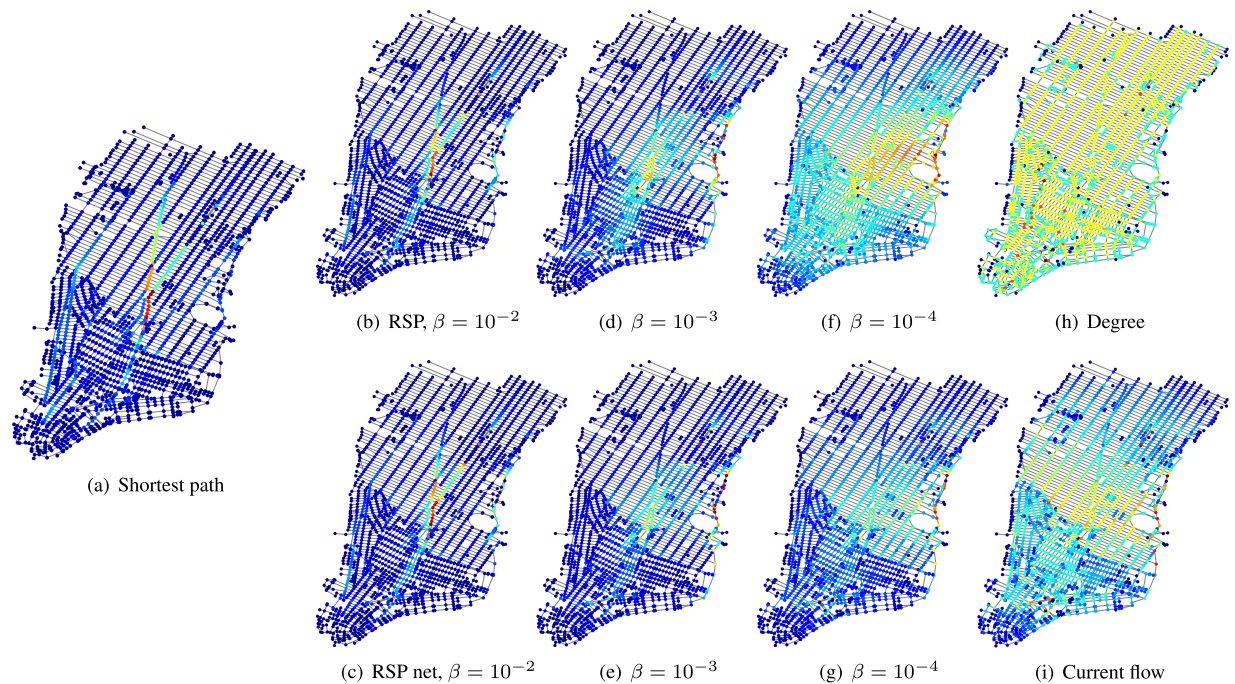 (a) Shortest path
(b) RSP, β = 10⁻²
(d) β = 10⁻³
(f) β = 10⁻⁴
(h) Degree
(c) RSP net, β = 10⁻²
(e) β = 10⁻³
(g) β = 10⁻⁴
(i) Current flow